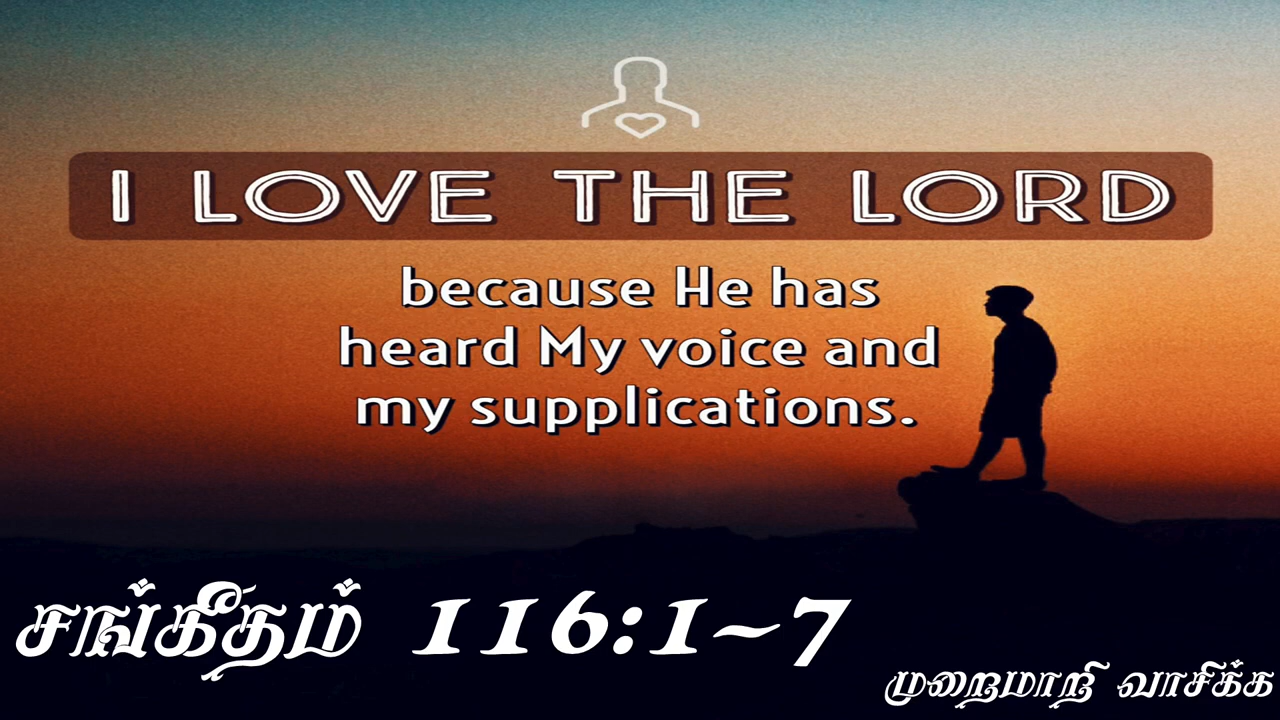 I LOVE THE LORD
because He has
heard My voice and
my supplications.
சங்கீதம் 116:1~7
முறைமாறி வாசிக்க